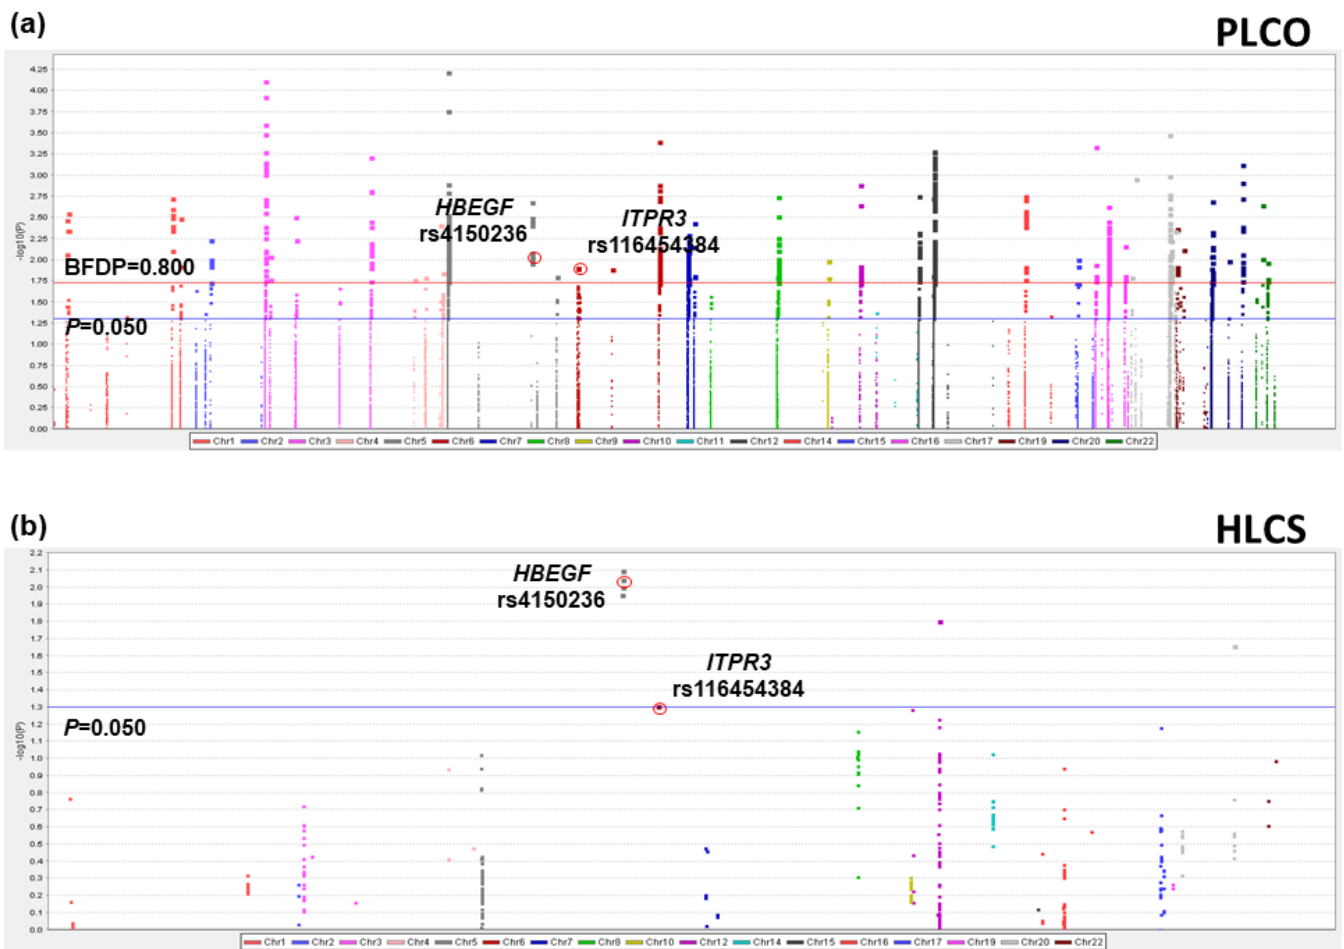 (a)
PLCO
4.25
4.00
3.75
3.50
3.25
3.00
2.75
2.50
2.25
2.00
1.75
1.50
1.25
1.00
0.75
0.50
0.25
0.00
-log10(P)
HBEGF
rs4150236
ITPR3
rs116454384
BFDP=0.800
P=0.050
Chr1 Chr2 Chr3 Chr4 Chr5 Chr6 Chr7 Chr8 Chr9 Chr10 Chr11 Chr12 Chr14 Chr15 Chr16 Chr17 Chr19 Chr20 Chr22
(b)
HLCS
2.2
2.1
2.0
1.9
1.8
1.7
1.6
1.5
1.4
1.3
1.2
1.1
1.0
0.9
0.8
0.7
0.6
0.5
0.4
0.3
0.2
0.1
0.0
-log10(P)
HBEGF
rs4150236
ITPR3
rs116454384
P=0.050
Chr1 Chr2 Chr3 Chr4 Chr5 Chr6 Chr7 Chr8 Chr10 Chr12 Chr14 Chr15 Chr16 Chr17 Chr19 Chr20 Chr22